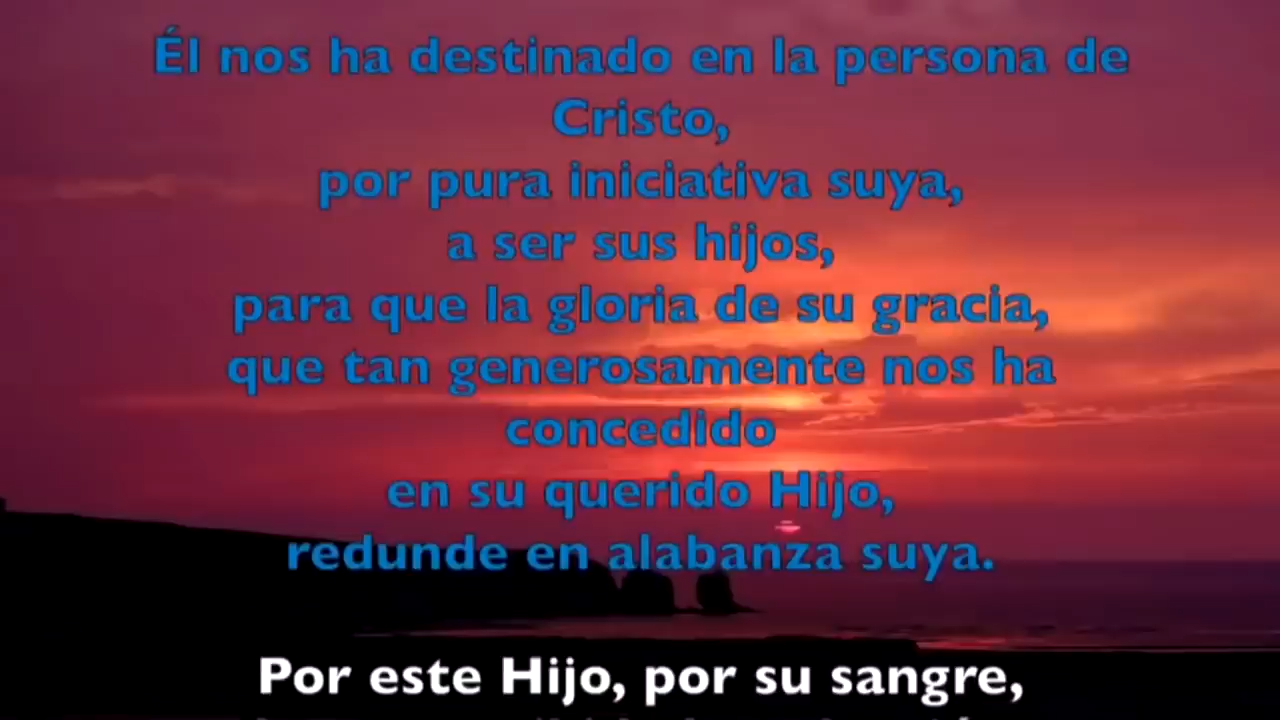 Él nos ha destinado en la persona de
Cristo,
por pura iniciativa suya,
a ser sus hijos,
para que la gloria de su gracia,
que tan generosamente nos ha
concedido
en su querido Hijo,
redunde en alabanza suya.
Por este Hijo, por su sangre,